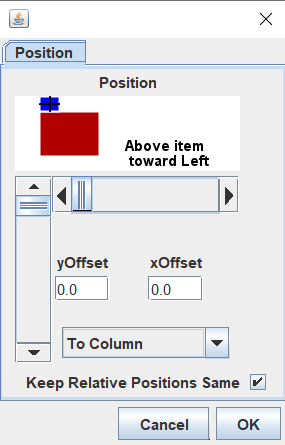 Position
Position
Above item
toward Left
yOffset xOffset
0.0 0.0
To Column
Keep Relative Positions Same
Cancel OK